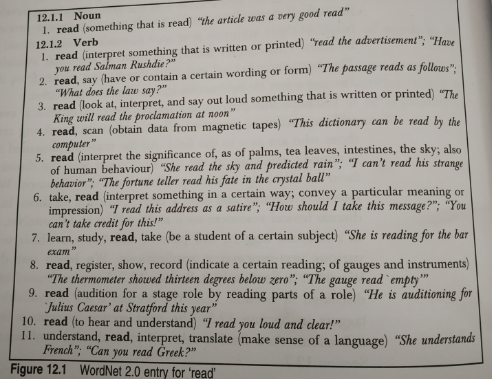 12.1.1 Noun
1. read (something that is read) “the article was a very good read”
12.1.2 Verb
1. read (interpret something that is written or printed) “read the advertisement”; “Have
you read Salman Rushdie?”
2. read, say (have or contain a certain wording or form) “The passage reads as follows”;
“What does the law say?”
3. read (look at, interpret, and say out loud something that is written or printed) “The
King will read the proclamation at noon”
4. read, scan (obtain data from magnetic tapes) “This dictionary can be read by the
computer”
5. read (interpret the significance of, as of palms, tea leaves, intestines, the sky; also
of human behaviour) “She read the sky and predicted rain”; “I can't read his strange
behavior”; “The fortune teller read his fate in the crystal ball”
6. take, read (interpret something in a certain way; convey a particular meaning or
impression) “I read this address as a satire”; “How should I take this message?”; “You
can't take credit for this!”
7. learn, study, read, take (be a student of a certain subject) “She is reading for the bar
exam”
8. read, register, show, record (indicate a certain reading; of gauges and instruments)
“The thermometer showed thirteen degrees below zero”; “The gauge read ‘empty’”
9. read (audition for a stage role by reading parts of a role) “He is auditioning for
‘Julius Caesar’ at Stratford this year”
10. read (to hear and understand) “I read you loud and clear!”
11. understand, read, interpret, translate (make sense of a language) “She understands
French”; “Can you read Greek?”
Figure 12.1 WordNet 2.0 entry for ‘read’